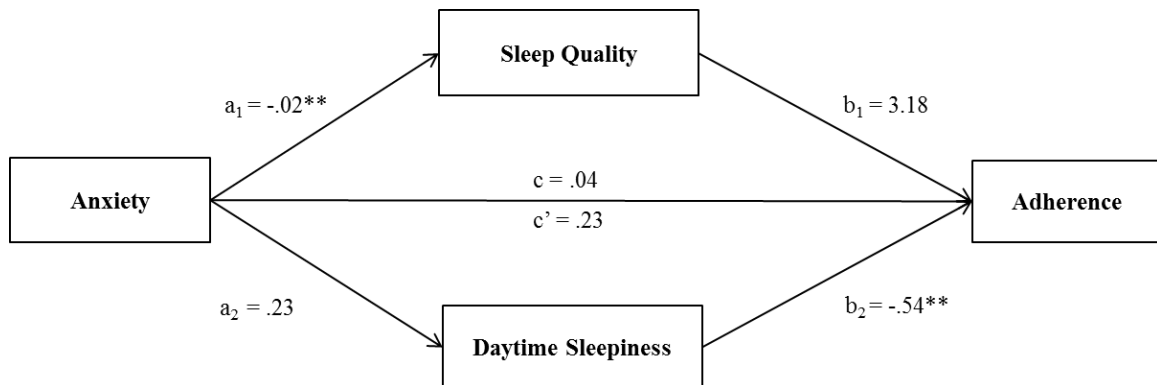 Sleep Quality
a₁ = -.02**
b₁ = 3.18
Anxiety
c = .04
c’ = .23
Adherence
a₂ = .23
b₂ = -.54**
Daytime Sleepiness